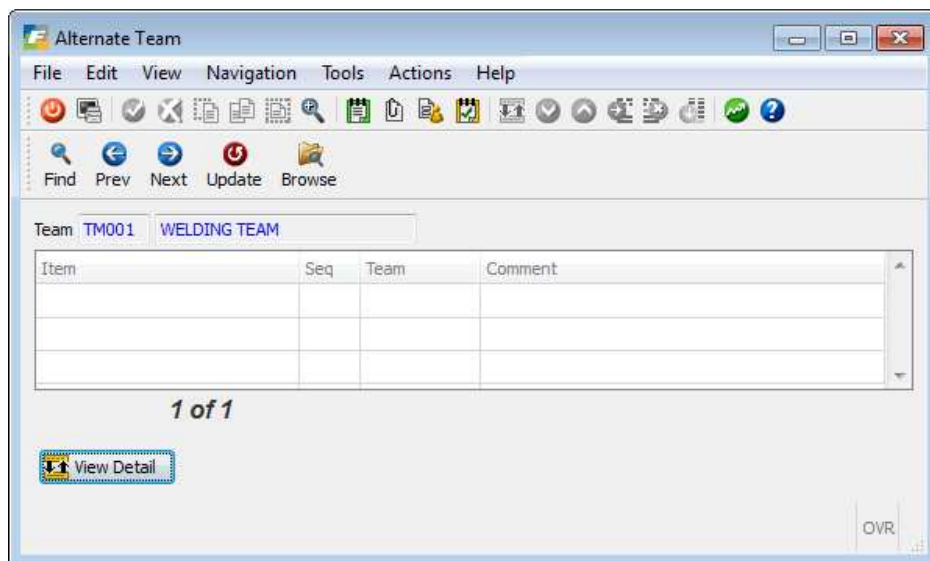 Alternate Team
File Edit View Navigation Tools Actions Help
Find Prev Next Update Browse
Team TM001 WELDING TEAM
Item Seq Team Comment
1 of 1
View Detail
OVR